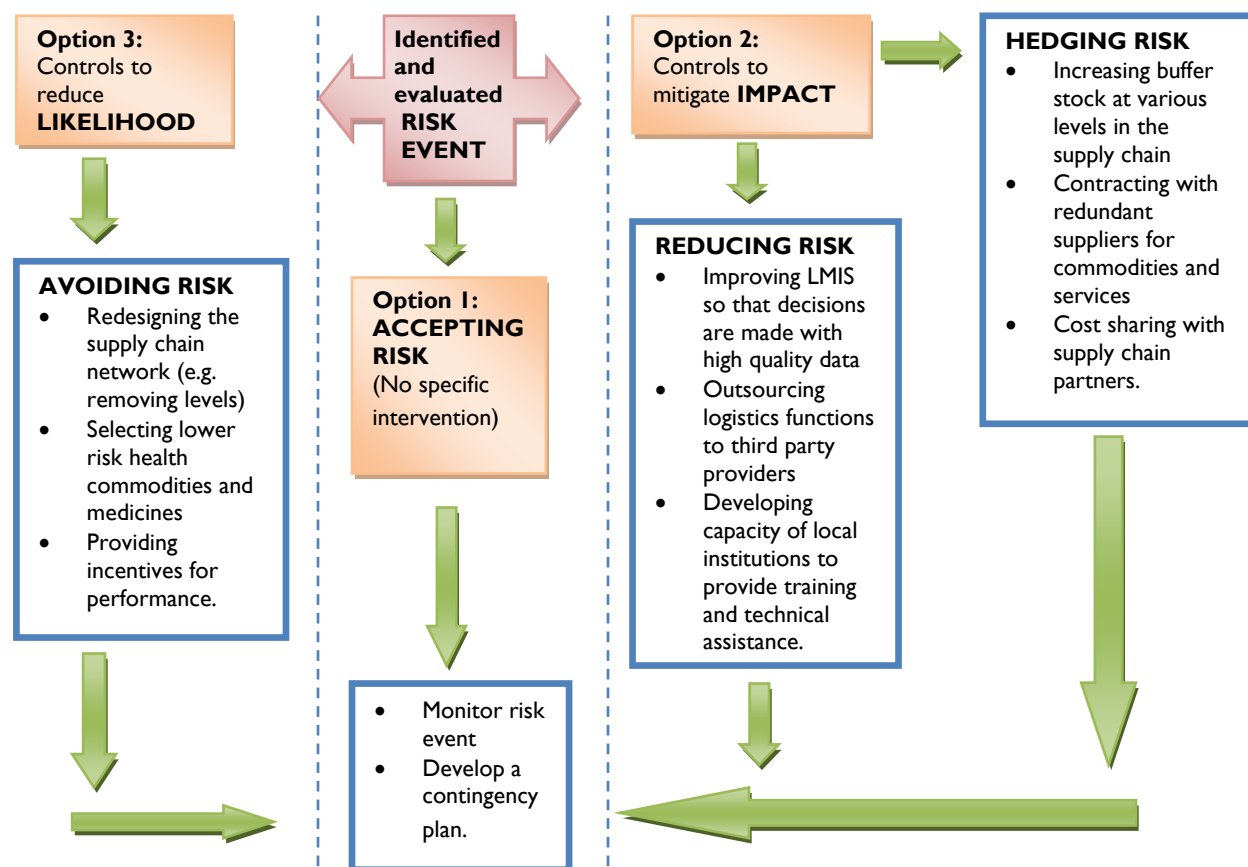 Option 3:
Controls to
reduce
LIKELIHOOD
AVOIDING RISK
• Redesigning the
supply chain
network (e.g.
removing levels)
• Selecting lower
risk health
commodities and
medicines
• Providing
incentives for
performance.
Identified
and
evaluated
RISK
EVENT
Option 1:
ACCEPTING
RISK
(No specific
intervention)
• Monitor risk
event
• Develop a
contingency
plan.
Option 2:
Controls to
mitigate IMPACT
REDUCING RISK
• Improving LMIS
so that decisions
are made with
high quality data
• Outsourcing
logistics functions
to third party
providers
• Developing
capacity of local
institutions to
provide training
and technical
assistance.
HEDGING RISK
• Increasing buffer
stock at various
levels in the
supply chain
• Contracting with
redundant
suppliers for
commodities and
services
• Cost sharing with
supply chain
partners.